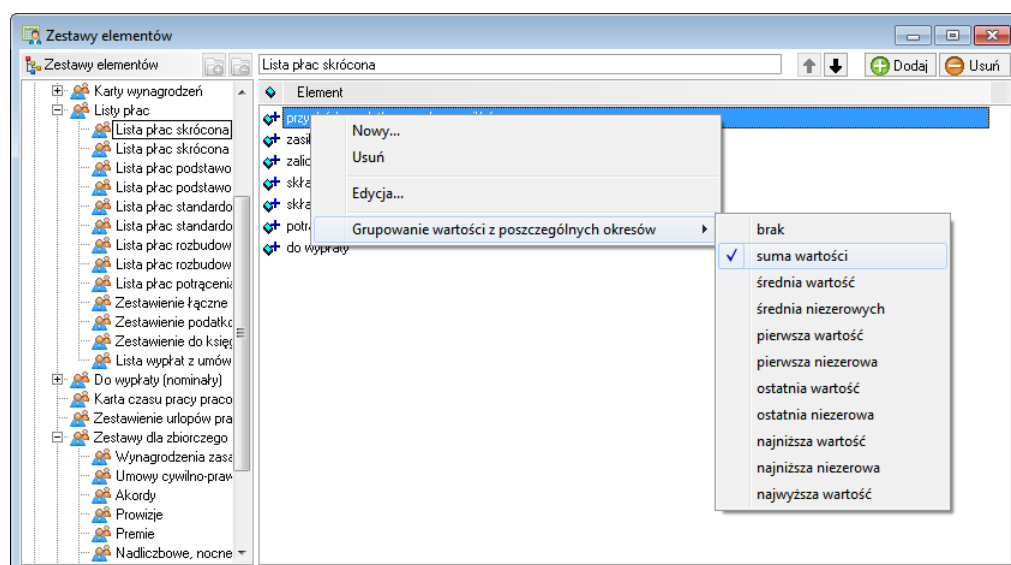 Zestawy elementów
Zestawy elementów
Lista płac skrócona
Dodaj
Usuń
Karty wynagrodzeń
Listy płac
Lista płac skrócona
Lista płac skrócona
Lista płac podstawo
Lista płac podstawo
Lista płac standardo
Lista płac standardo
Lista płac rozbudow
Lista płac rozbudow
Lista płac potrąceni
Zestawienie łączne
Zestawienie podatko
Zestawienie do księg
Lista wypłat z umów
Do wypłaty (nominały)
Karta czasu pracy praco
Zestawienie urlopów pra
Zestawy dla zbiorczego
Wynagrodzenia zasa
Umowy cywilno-praw
Akordy
Prowizje
Premie
Nadliczbowe, nocne
Element
przy
zasi
zalic
skła
skła
potr
do wypłaty
Nowy...
Usuń
Edycja...
Grupowanie wartości z poszczególnych okresów
brak
suma wartości
średnia wartość
średnia niezerowych
pierwsza wartość
pierwsza niezerowa
ostatnia wartość
ostatnia niezerowa
najniższa wartość
najniższa niezerowa
najwyższa wartość